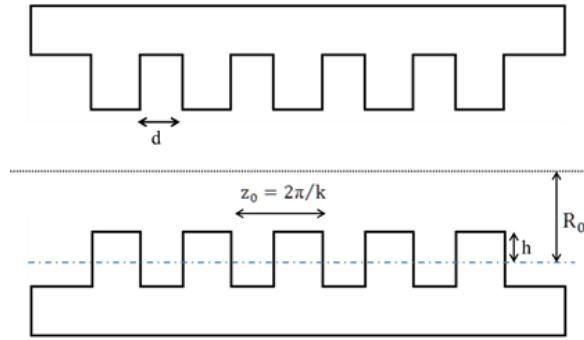 d
z₀ = 2π/k
R₀
h